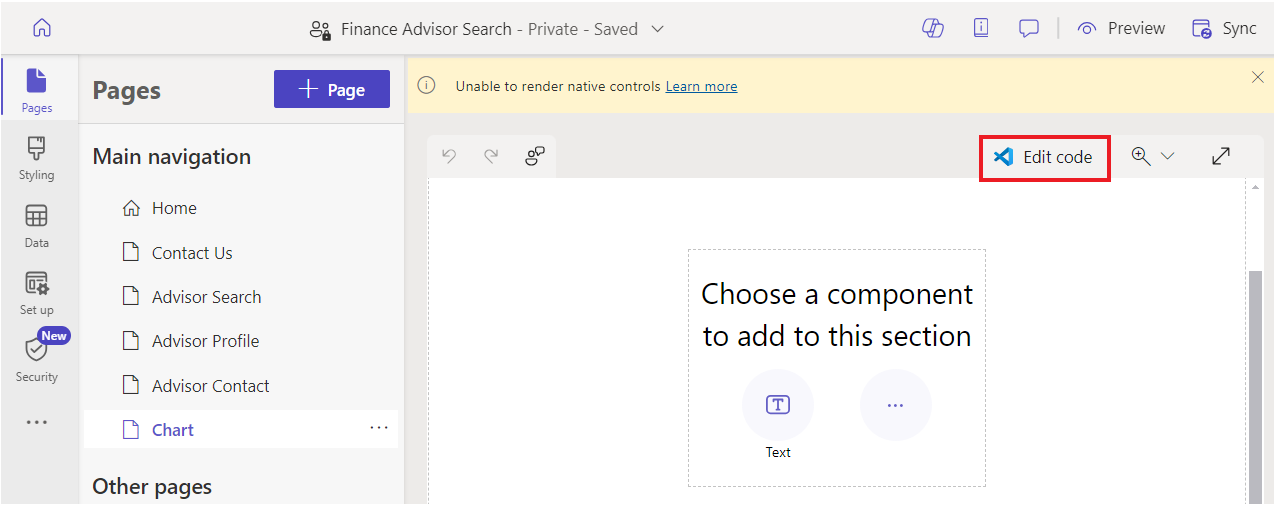 Finance Advisor Search - Private - Saved
Preview
Sync
Pages
Styling
Data
Set up
New
Security
Pages
Page
Main navigation
Home
Contact Us
Advisor Search
Advisor Profile
Advisor Contact
Chart
Other pages
Unable to render native controls Learn more
Edit code
Choose a component
to add to this section
Text